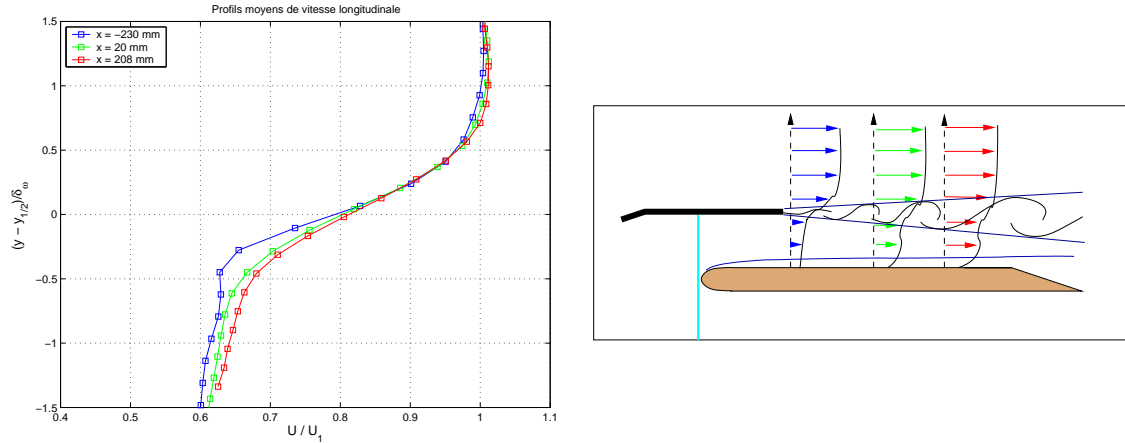 Profils moyens de vitesse longitudinale
x = −230 mm
x = 20 mm
x = 208 mm
1.5
1
0.5
0
−0.5
−1
−1.5
(y − y1/2)/δω
0.4
0.5
0.6
0.7
0.8
0.9
1
1.1
U / U1